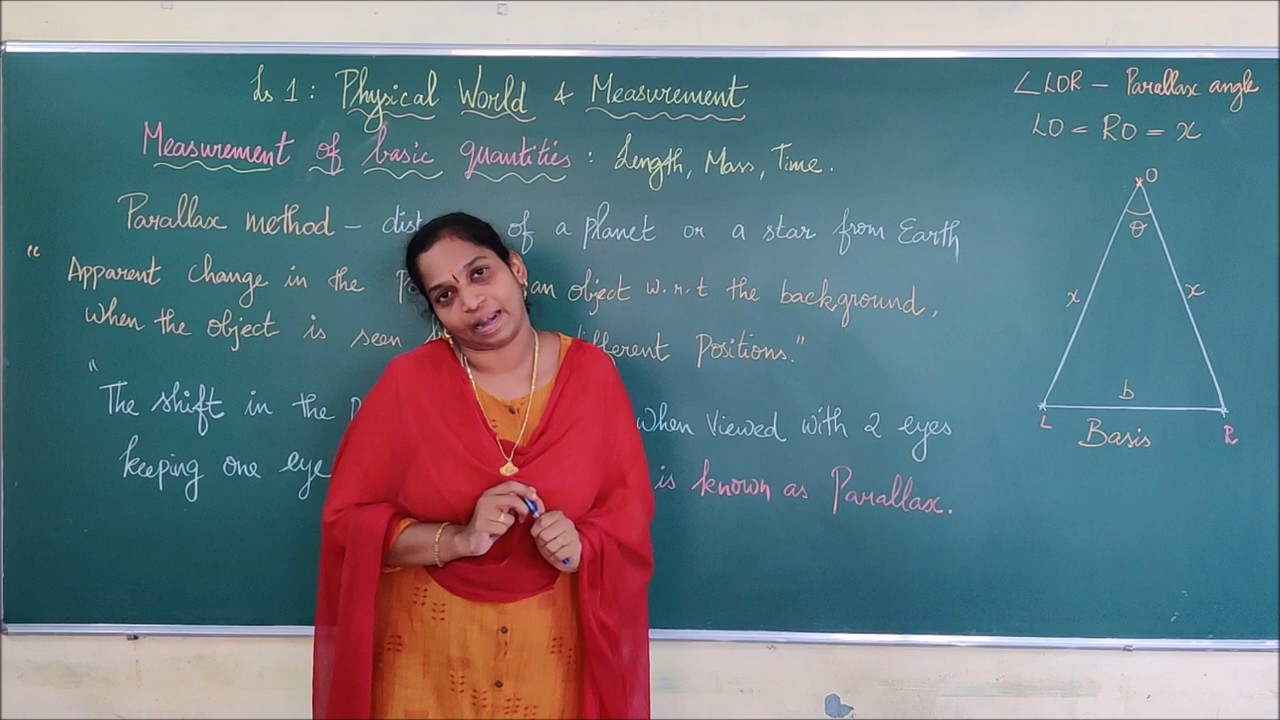 Ls 1 : Physical World & Measurement
Measurement of basic quantities : Length, Mass, Time.
Parallax method – of a planet or a star from Earth
" Apparent change in the an object w.r.t the background,
when the object is seen Positions."
" The shift in the when viewed with 2 eyes
keeping one eye is known as Parallax.
∠LOR – Parallax angle
LO = RO = x
O
θ
x x
b
L R
Basis